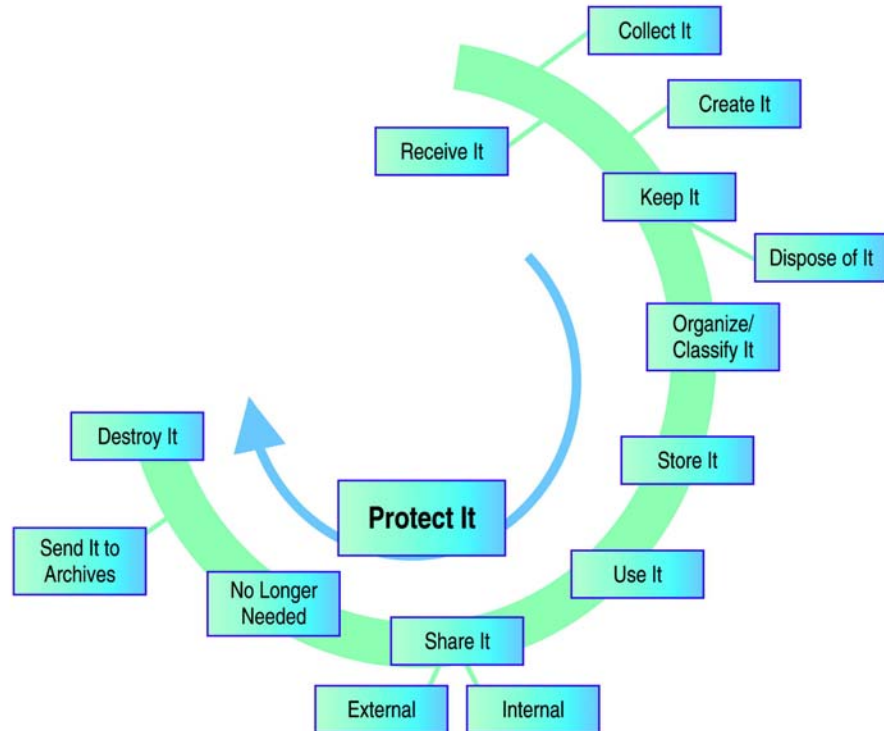 Collect It
Create It
Receive It
Keep It
Dispose of It
Organize/
Classify It
Store It
Use It
Share It
External
Internal
No Longer
Needed
Send It to
Archives
Destroy It
Protect It